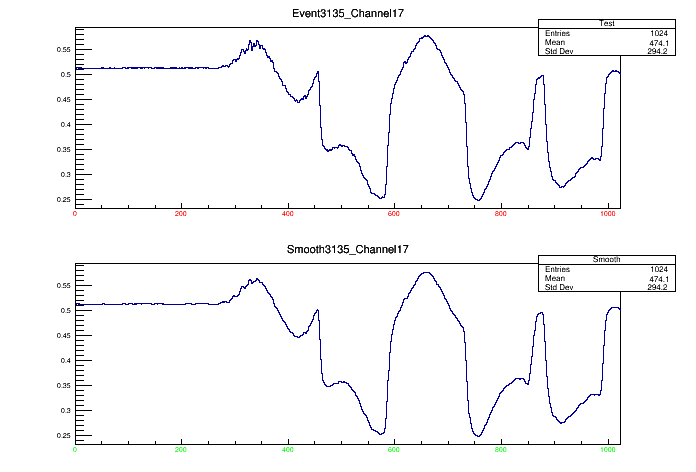 Event3135_Channel17
Test
Entries 1024
Mean 474.1
Std Dev 294.2
0.55
0.5
0.45
0.4
0.35
0.3
0.25
0 200 400 600 800 1000
Smooth3135_Channel17
Smooth
Entries 1024
Mean 474.1
Std Dev 294.2
0.55
0.5
0.45
0.4
0.35
0.3
0.25
0 200 400 600 800 1000